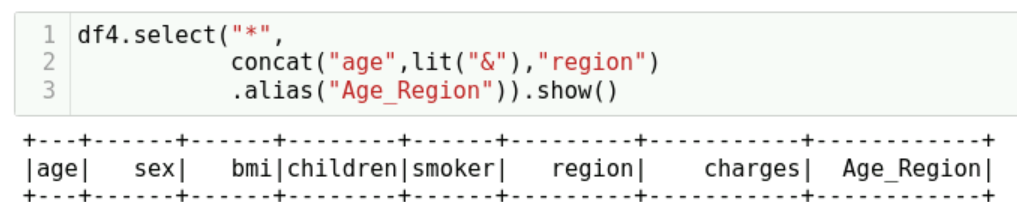 1 df4.select("*",
2            concat("age",lit("&"),"region")
3            .alias("Age_Region")).show()
+---+------+------+--------+------+---------+-----------+------------+
|age|   sex|   bmi|children|smoker|   region|    charges|  Age_Region|
+---+------+------+--------+------+---------+-----------+------------+